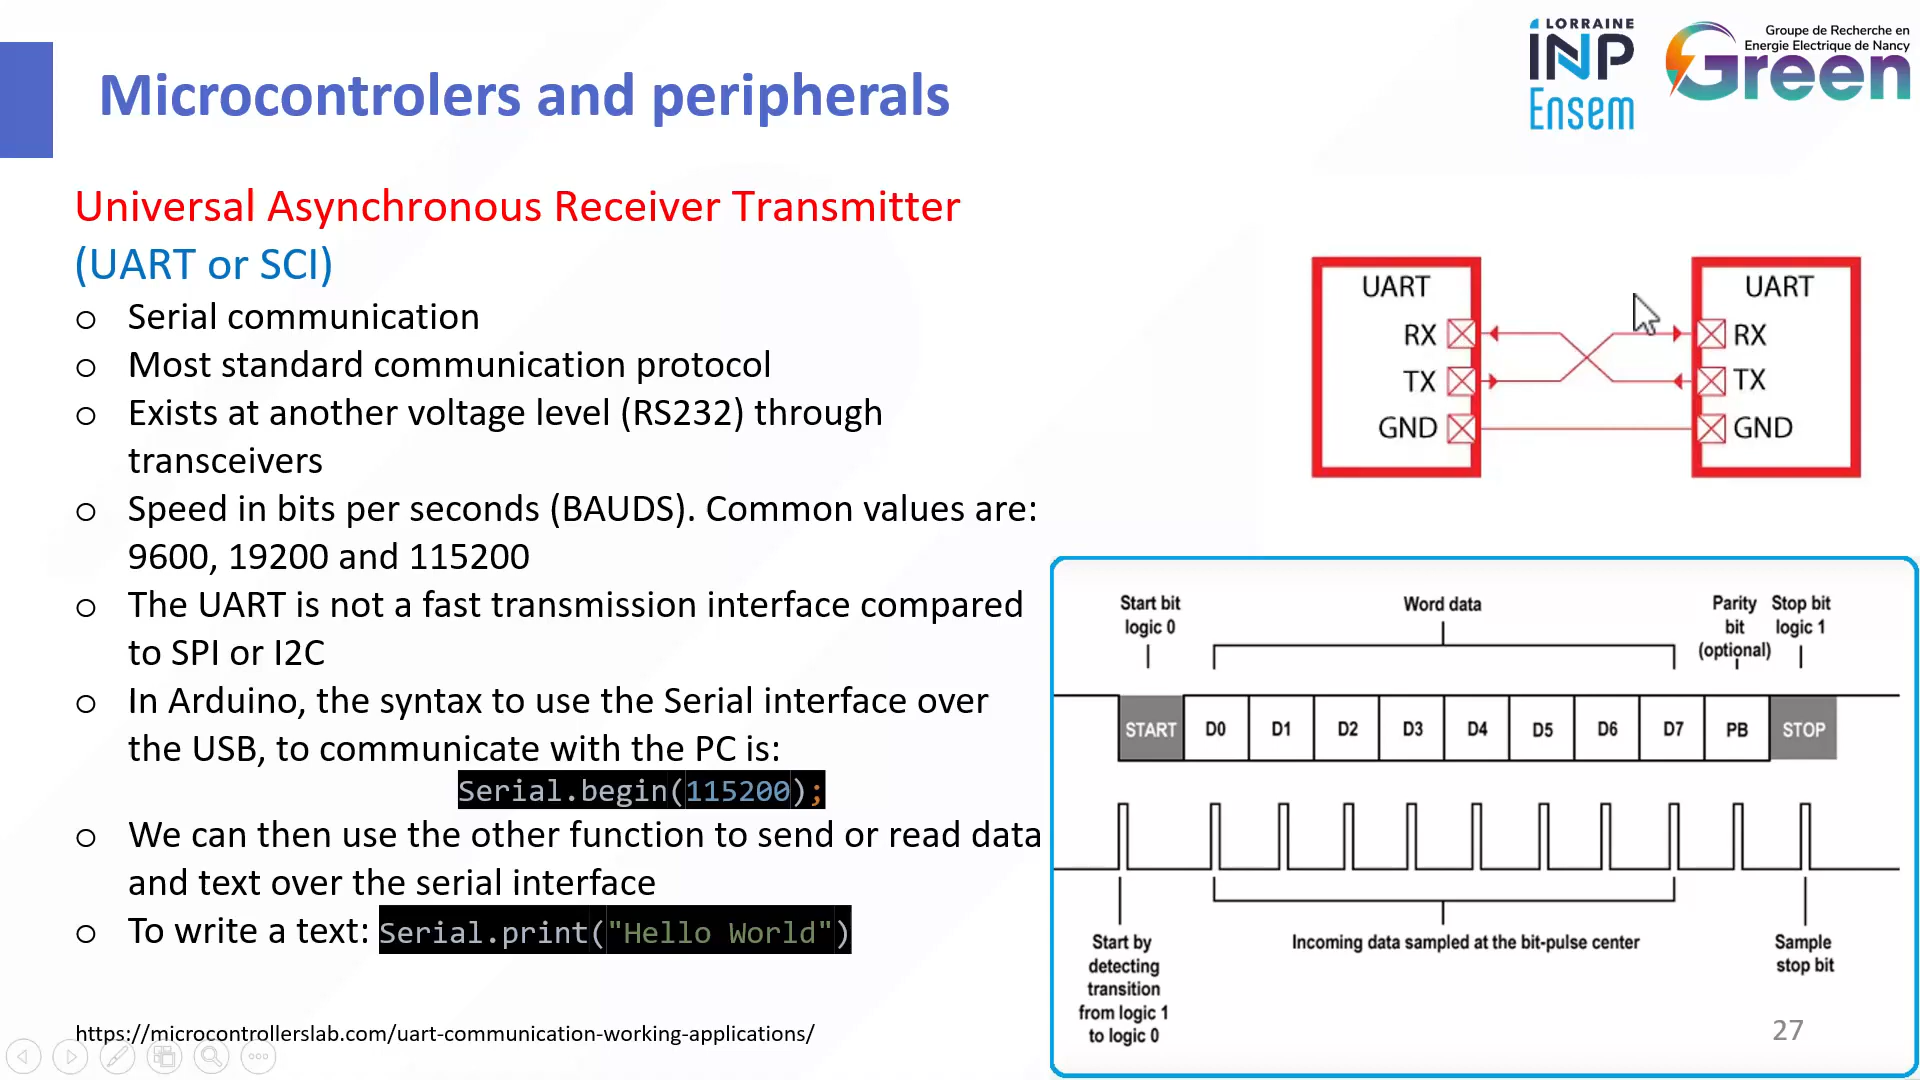 Microcontrolers and peripherals
LORRAINE
INP
Ensem
Groupe de Recherche en
Energie Electrique de Nancy
Green
Universal Asynchronous Receiver Transmitter
(UART or SCI)
o Serial communication
o Most standard communication protocol
o Exists at another voltage level (RS232) through
transceivers
o Speed in bits per seconds (BAUDS). Common values are:
9600, 19200 and 115200
o The UART is not a fast transmission interface compared
to SPI or I2C
o In Arduino, the syntax to use the Serial interface over
the USB, to communicate with the PC is:
Serial.begin(115200);
o We can then use the other function to send or read data
and text over the serial interface
o To write a text: Serial.print("Hello World")
https://microcontrollerslab.com/uart-communication-working-applications/
UART UART
RX RX
TX TX
GND GND
Start bit
logic 0
Word data
Parity
bit
(optional)
Stop bit
logic 1
START D0 D1 D2 D3 D4 D5 D6 D7 PB STOP
Start by
detecting
transition
from logic 1
to logic 0
Incoming data sampled at the bit-pulse center
Sample
stop bit
27